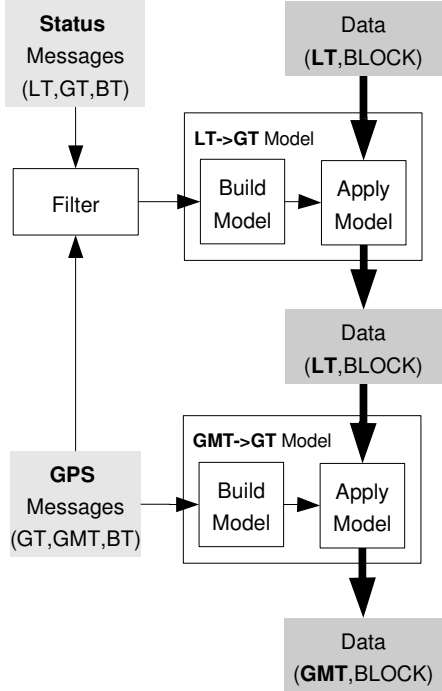 Status
Messages
(LT,GT,BT)
Data
(LT,BLOCK)
LT->GT Model
Filter
Build
Model
Apply
Model
Data
(LT,BLOCK)
GMT->GT Model
GPS
Messages
(GT,GMT,BT)
Build
Model
Apply
Model
Data
(GMT,BLOCK)